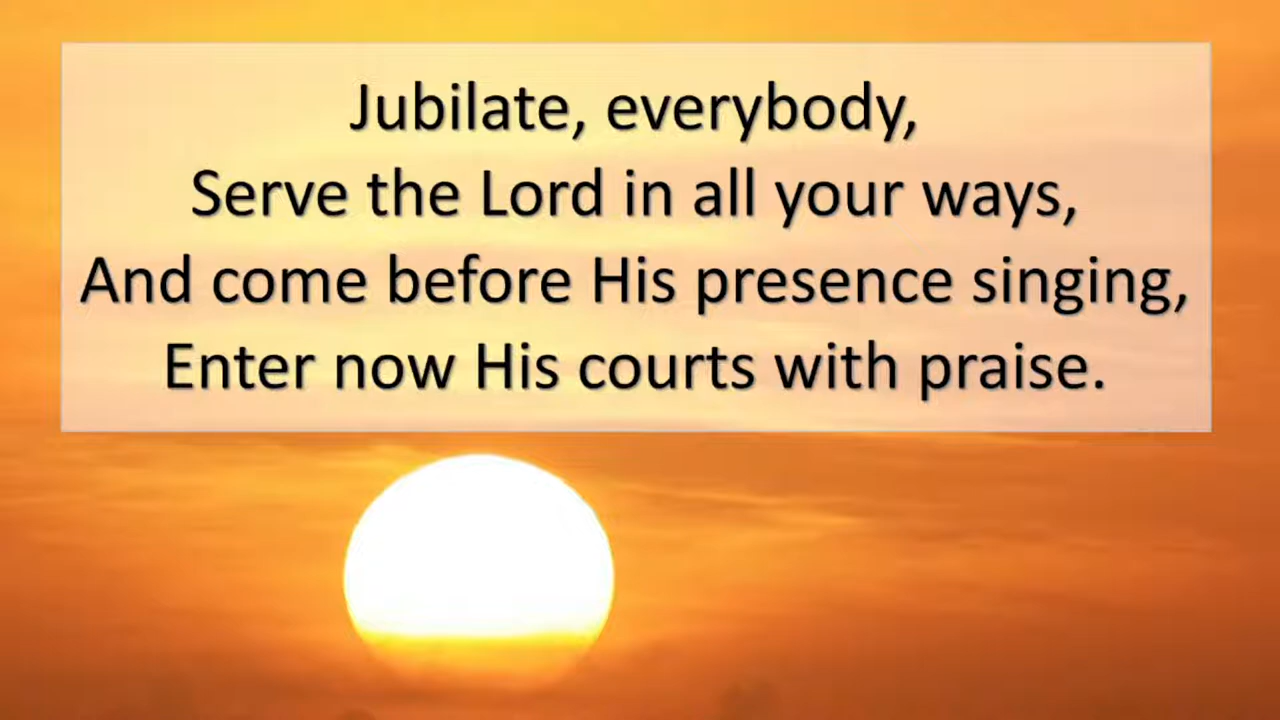 Jubilate, everybody,
Serve the Lord in all your ways,
And come before His presence singing,
Enter now His courts with praise.